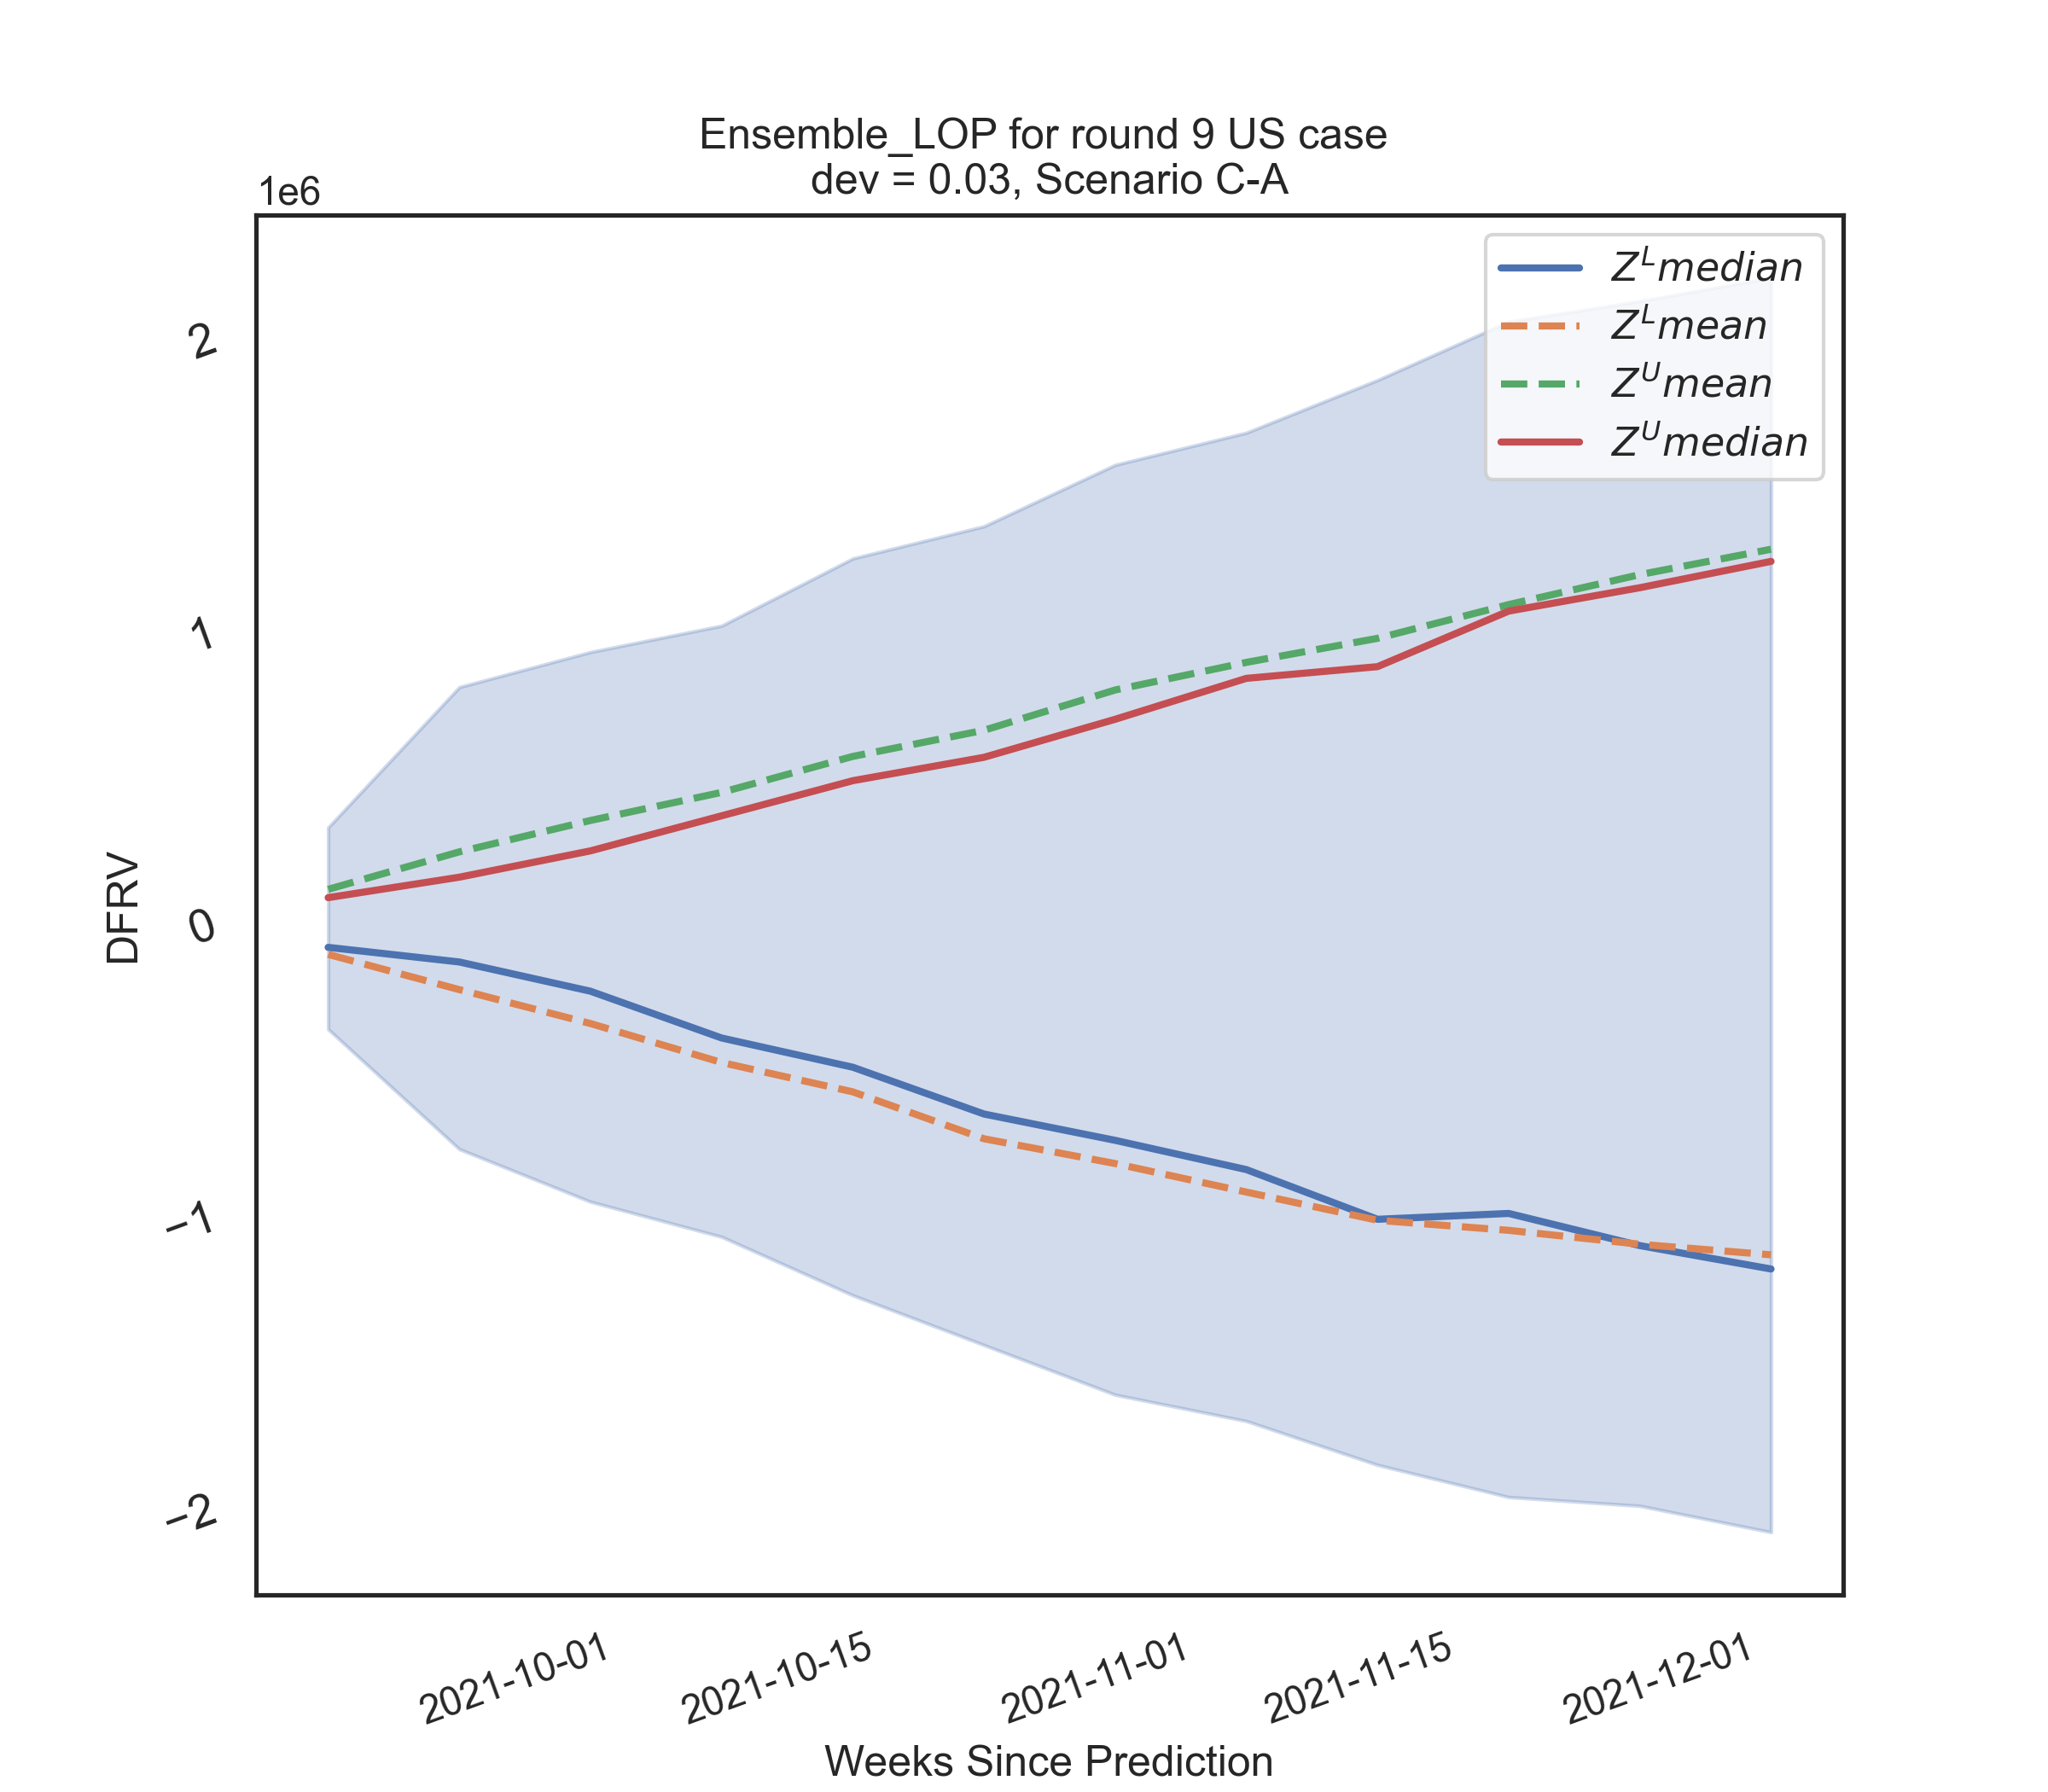 Ensemble_LOP for round 9 US case
dev = 0.03, Scenario C-A
1e6
Z^L median
Z^L mean
Z^U mean
Z^U median
2
1
0
−1
−2
DFRV
2021-10-01
2021-10-15
2021-11-01
2021-11-15
2021-12-01
Weeks Since Prediction